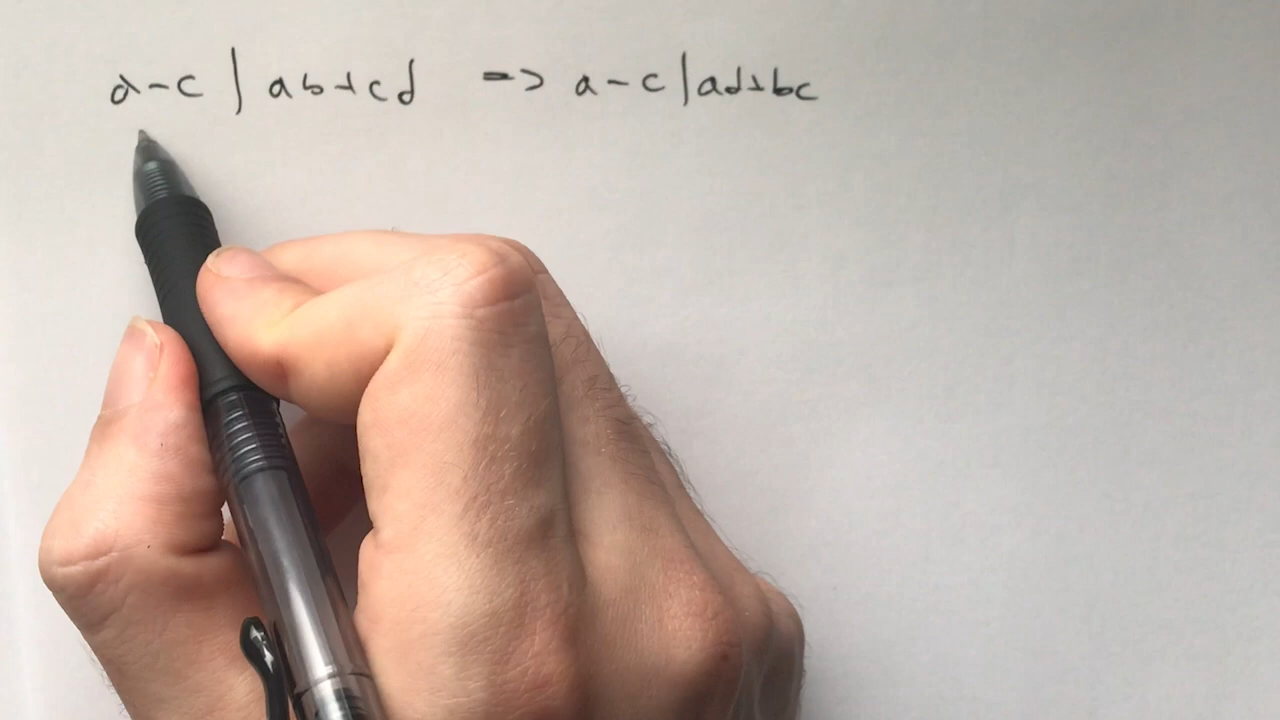 a-c | ab+cd => a-c | ad+bc